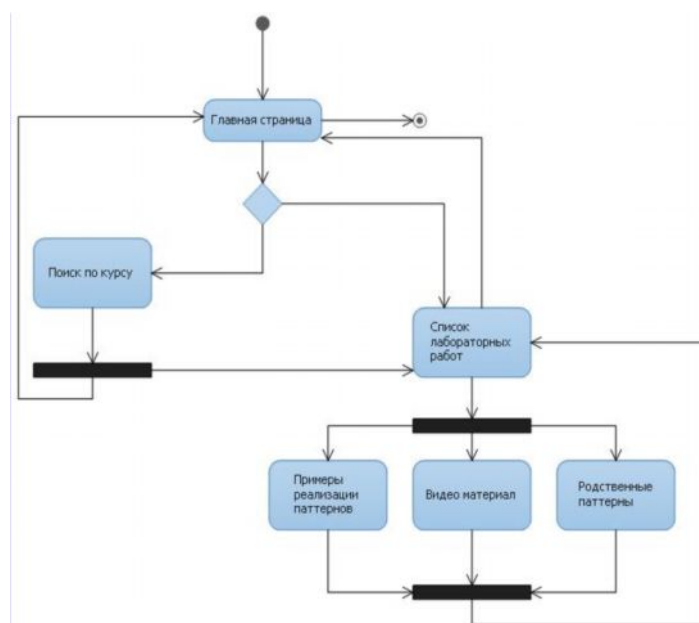 Главная страница
Поиск по курсу
Список
лабораторных
работ
Примеры
реализации
паттернов
Видео материал
Родственные
паттерны